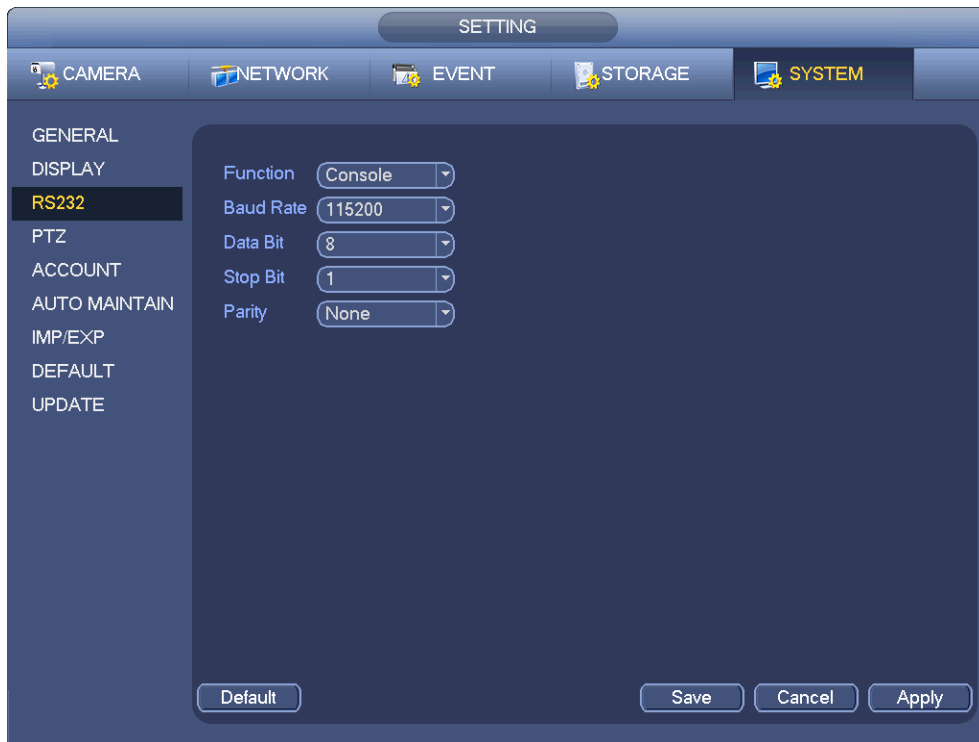 SETTING
CAMERA NETWORK EVENT STORAGE SYSTEM
GENERAL
DISPLAY
RS232
PTZ
ACCOUNT
AUTO MAINTAIN
IMP/EXP
DEFAULT
UPDATE
Function Console
Baud Rate 115200
Data Bit 8
Stop Bit 1
Parity None
Default Save Cancel Apply